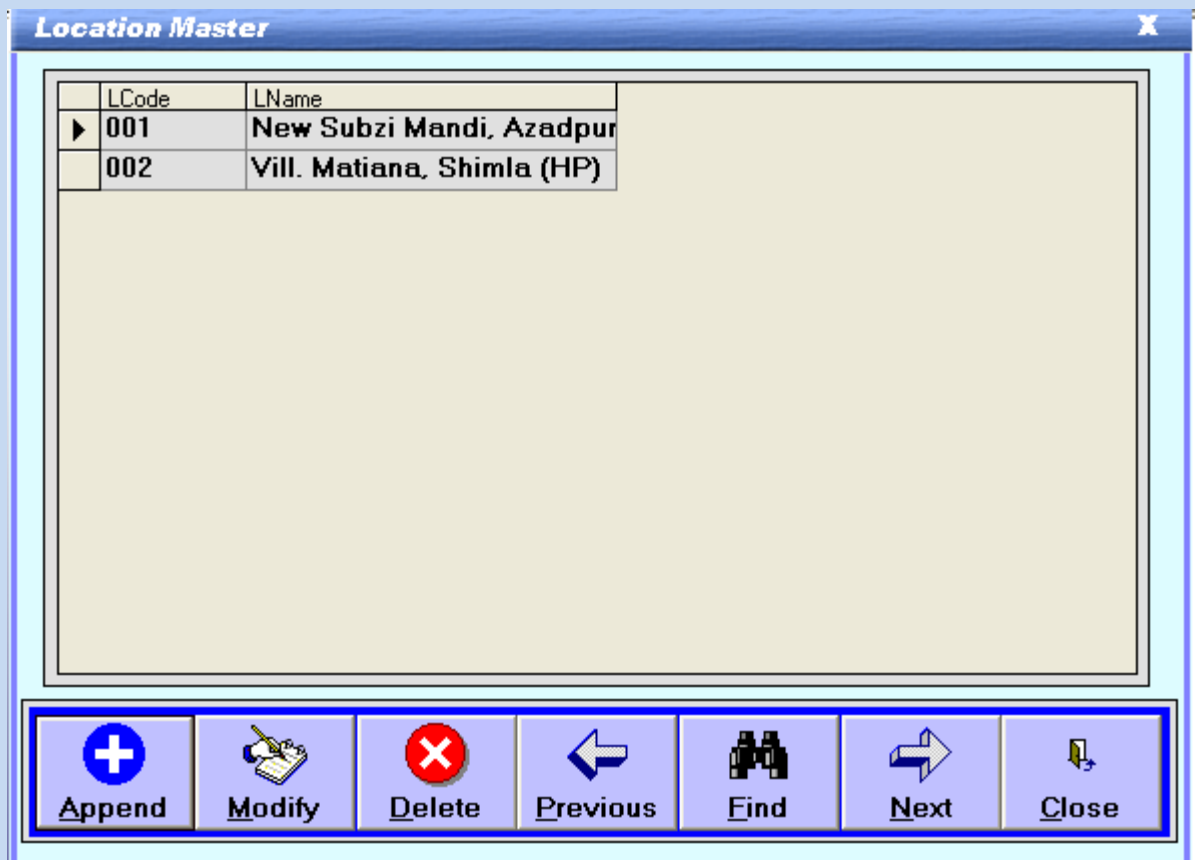 Location Master X
LCode LName
001 New Subzi Mandi, Azadpur
002 Vill. Matiana, Shimla (HP)
Append Modify Delete Previous Find Next Close